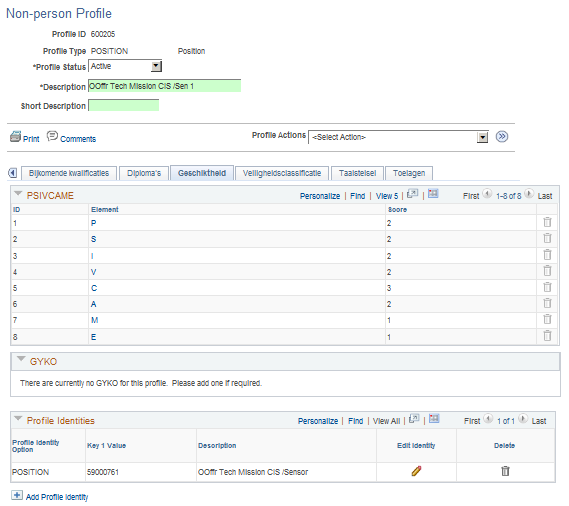 Non-person Profile
Profile ID 600205
Profile Type POSITION Position
*Profile Status Active
*Description OOffr Tech Mission CIS /Sen 1
Short Description
Print Comments Profile Actions <Select Action>
Bijkomende kwalificaties Diploma's Geschiktheid Veiligheidsclassificatie Taalstelsel Toelagen
PSIVCAME Personalize | Find | View 5 | | First 1-8 of 8 Last
ID Element Score
1 P 2
2 S 2
3 I 2
4 V 2
5 C 3
6 A 2
7 M 1
8 E 1
GYKO
There are currently no GYKO for this profile. Please add one if required.
Profile Identities Personalize | Find | View All | | First 1 of 1 Last
Profile Identity Option Key 1 Value Description Edit Identity Delete
POSITION 59000761 OOffr Tech Mission CIS /Sensor
Add Profile Identity